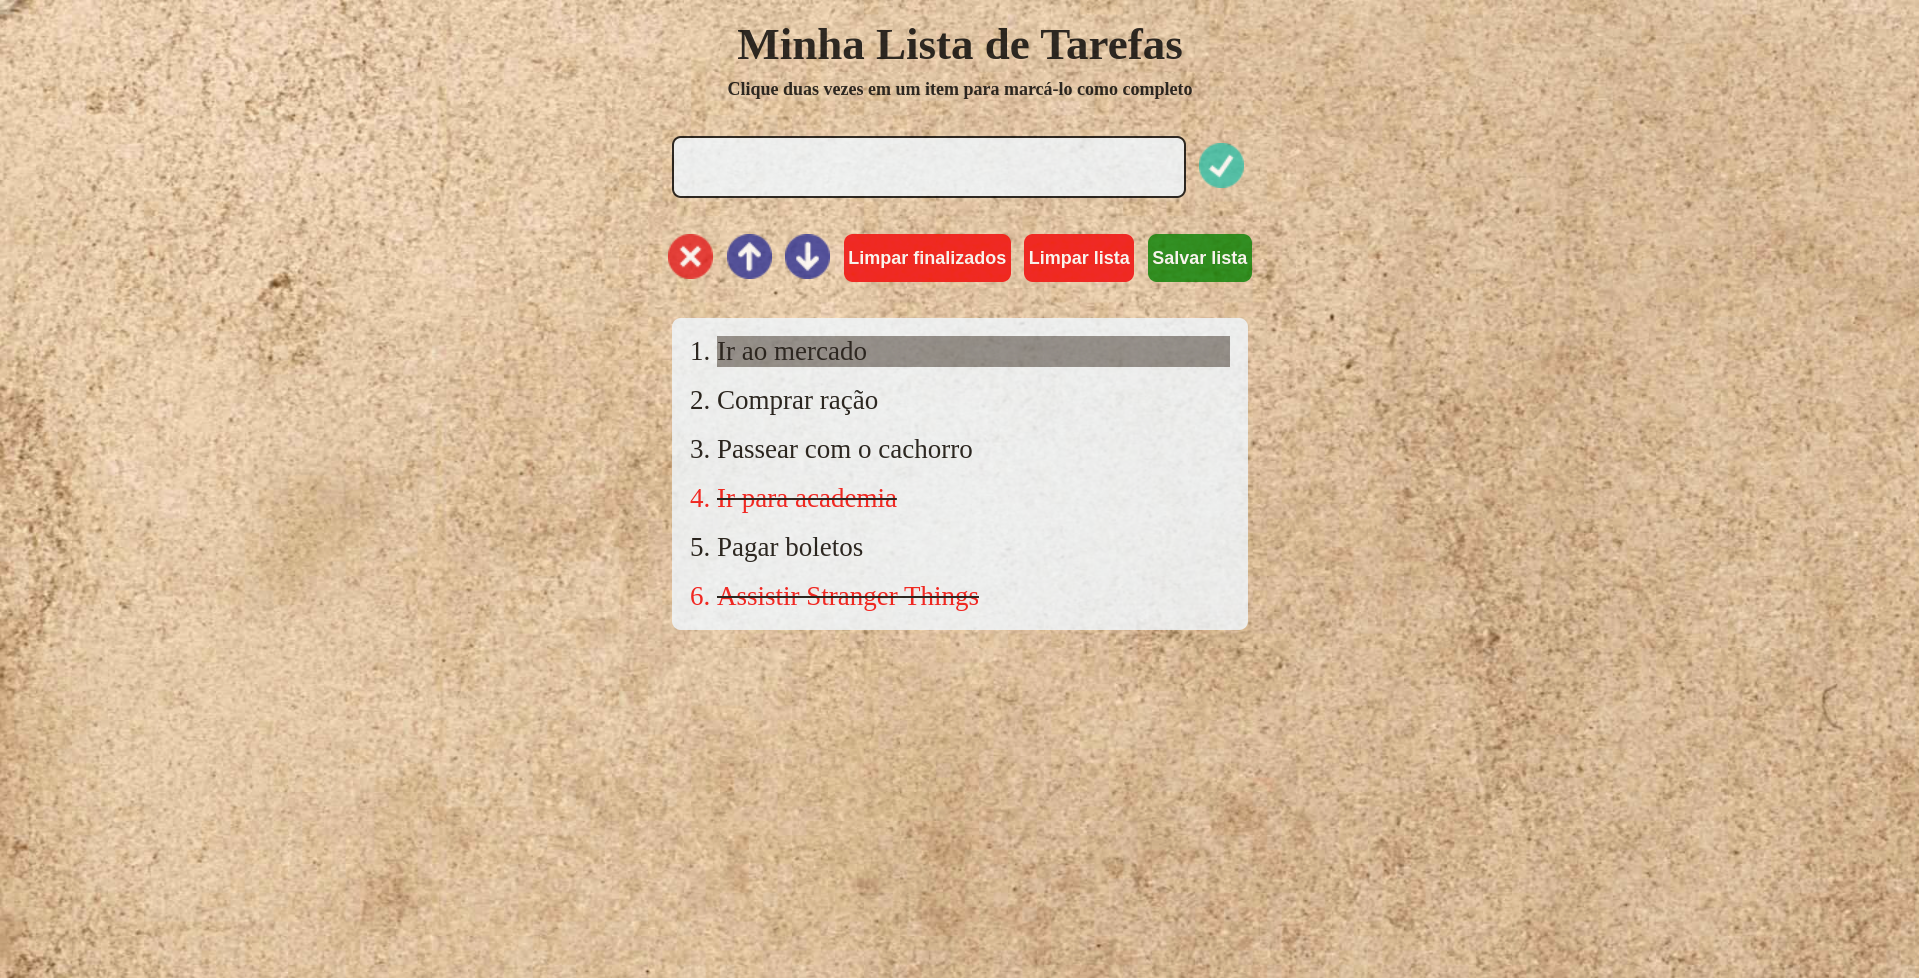 Minha Lista de Tarefas
Clique duas vezes em um item para marcá-lo como completo
Limpar finalizados Limpar lista Salvar lista
1. Ir ao mercado
2. Comprar ração
3. Passear com o cachorro
4. Ir para academia
5. Pagar boletos
6. Assistir Stranger Things